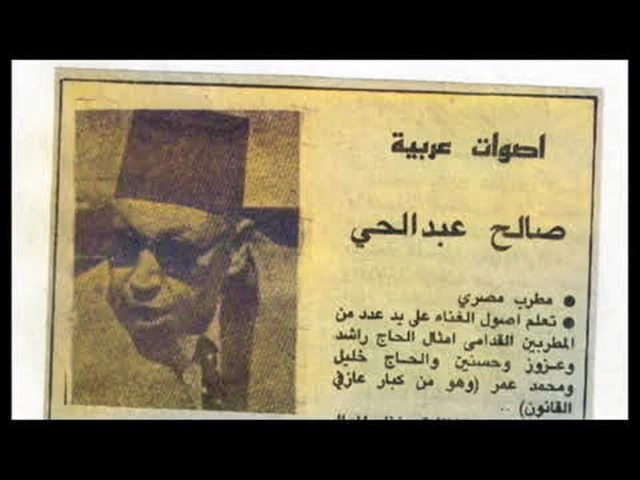 اصوات عربية
صالح عبدالحي
● مطرب مصري
● تعلم اصول الغناء على يد عدد من
المطربين القدامى امثال الحاج راشد
وعزوز وحسنين والحاج خليل
ومحمد عمر (وهو من كبار عازفي
القانون) ..